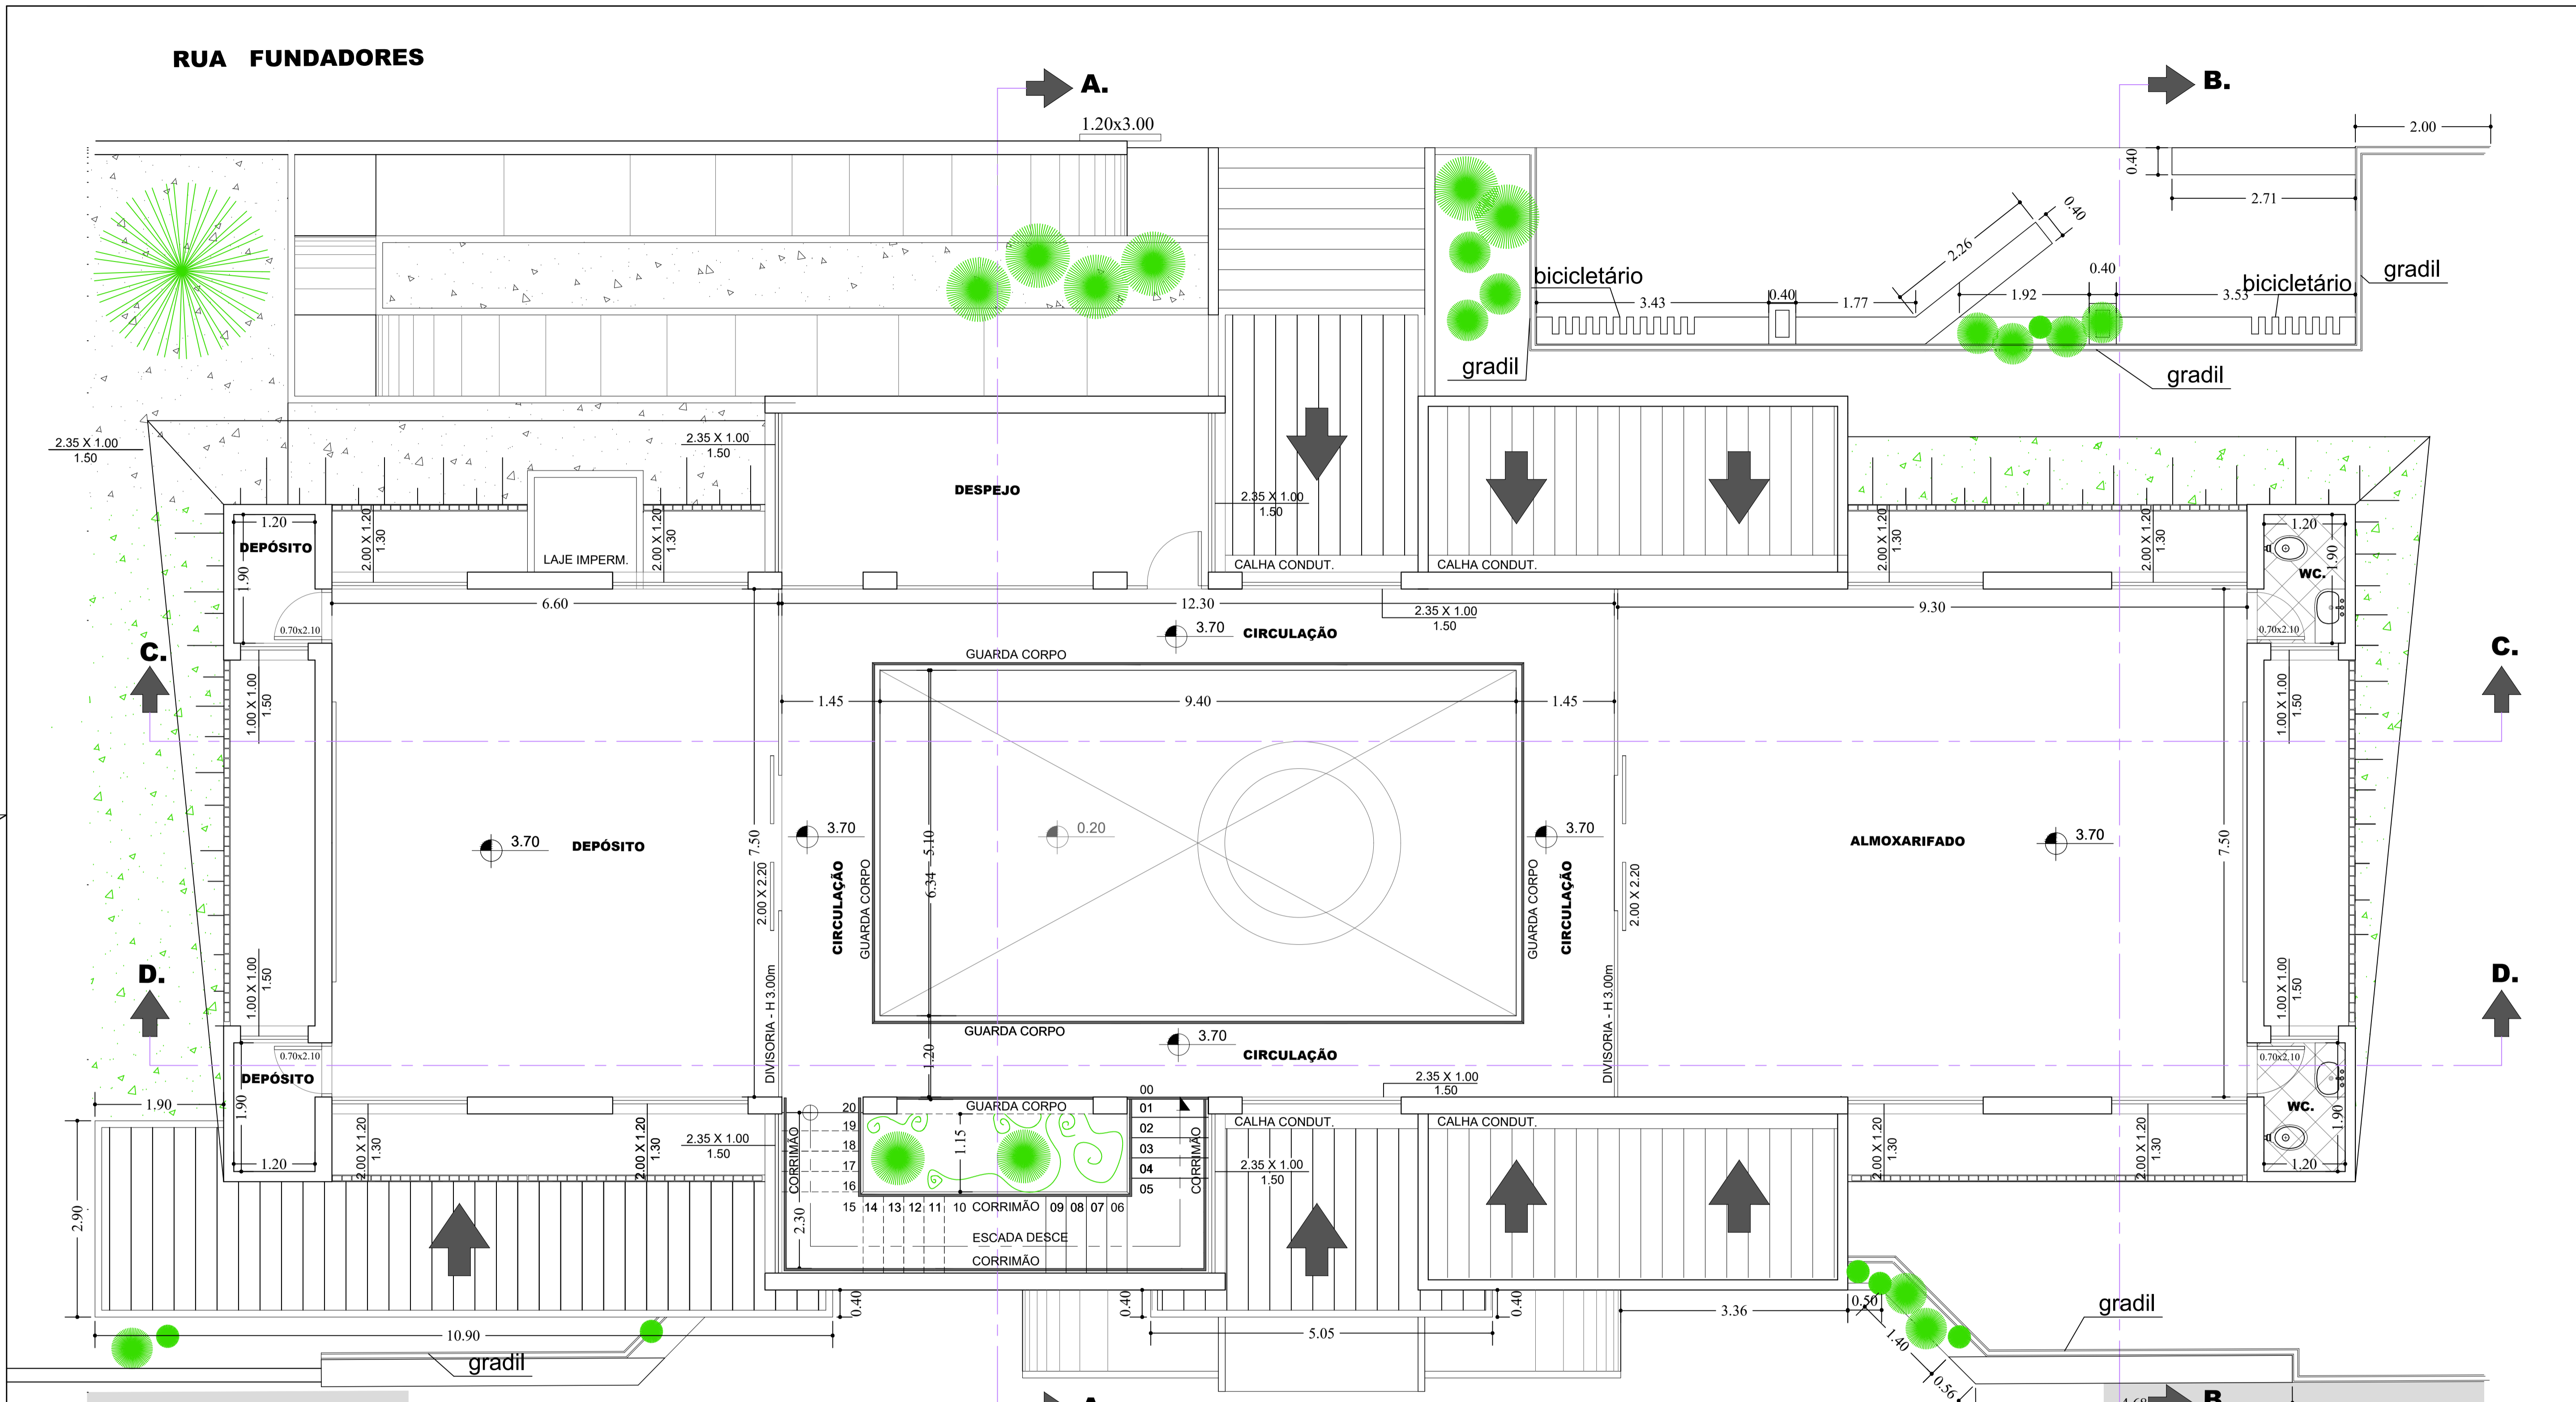 RUA FUNDADORES
A.
B.
1.20x3.00
2.00
0.40
2.71
2.26
0.40
gradil
bicicletário
0.40
bicicletário
3.43
0.40
1.77
1.92
3.53
gradil
gradil
2.35 X 1.00
1.50
2.35 X 1.00
1.50
DESPEJO
2.35 X 1.00
1.50
1.20
DEPÓSITO
1.90
2.00 X 1.20
1.30
LAJE IMPERM.
2.00 X 1.20
1.30
CALHA CONDUT.
CALHA CONDUT.
2.00 X 1.20
1.30
2.00 X 1.20
1.30
1.20
1.90
WC.
6.60
12.30
9.30
2.35 X 1.00
1.50
0.70x2.10
0.70x2.10
3.70
CIRCULAÇÃO
C.
C.
GUARDA CORPO
1.00 X 1.00
1.50
1.45
9.40
1.45
1.00 X 1.00
1.50
3.70
DEPÓSITO
7.50
3.70
0.20
5.10
6.34
3.70
ALMOXARIFADO
3.70
7.50
2.00 X 2.20
CIRCULAÇÃO
GUARDA CORPO
GUARDA CORPO
CIRCULAÇÃO
2.00 X 2.20
D.
D.
1.00 X 1.00
1.50
DIVISORIA - H 3.00m
GUARDA CORPO
DIVISORIA - H 3.00m
1.00 X 1.00
1.50
3.70
CIRCULAÇÃO
1.20
0.70x2.10
0.70x2.10
DEPÓSITO
1.90
1.90
2.35 X 1.00
1.50
00
01
02
03
04
05
20
19
18
17
16
GUARDA CORPO
1.15
CORRIMÃO
CORRIMÃO
CALHA CONDUT.
CALHA CONDUT.
WC.
1.90
1.20
1.20
2.00 X 1.20
1.30
2.00 X 1.20
1.30
2.35 X 1.00
1.50
2.35 X 1.00
1.50
2.00 X 1.20
1.30
2.00 X 1.20
1.30
2.90
2.30
15 14 13 12 11 10 CORRIMÃO 09 08 07 06
ESCADA DESCE
CORRIMÃO
0.40
0.40
0.40
3.36
0.50
gradil
10.90
5.05
1.40
gradil
0.56
A.
B.
4.68